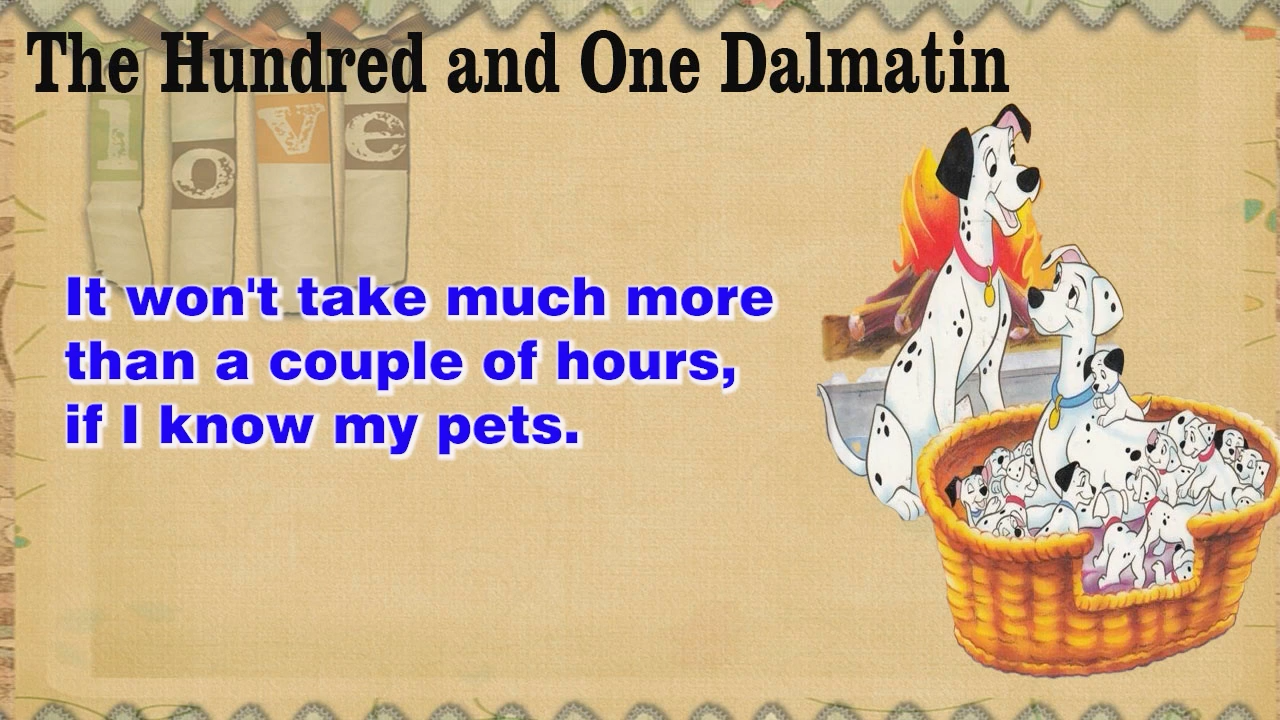 The Hundred and One Dalmatin
love
It won't take much more
than a couple of hours,
if I know my pets.